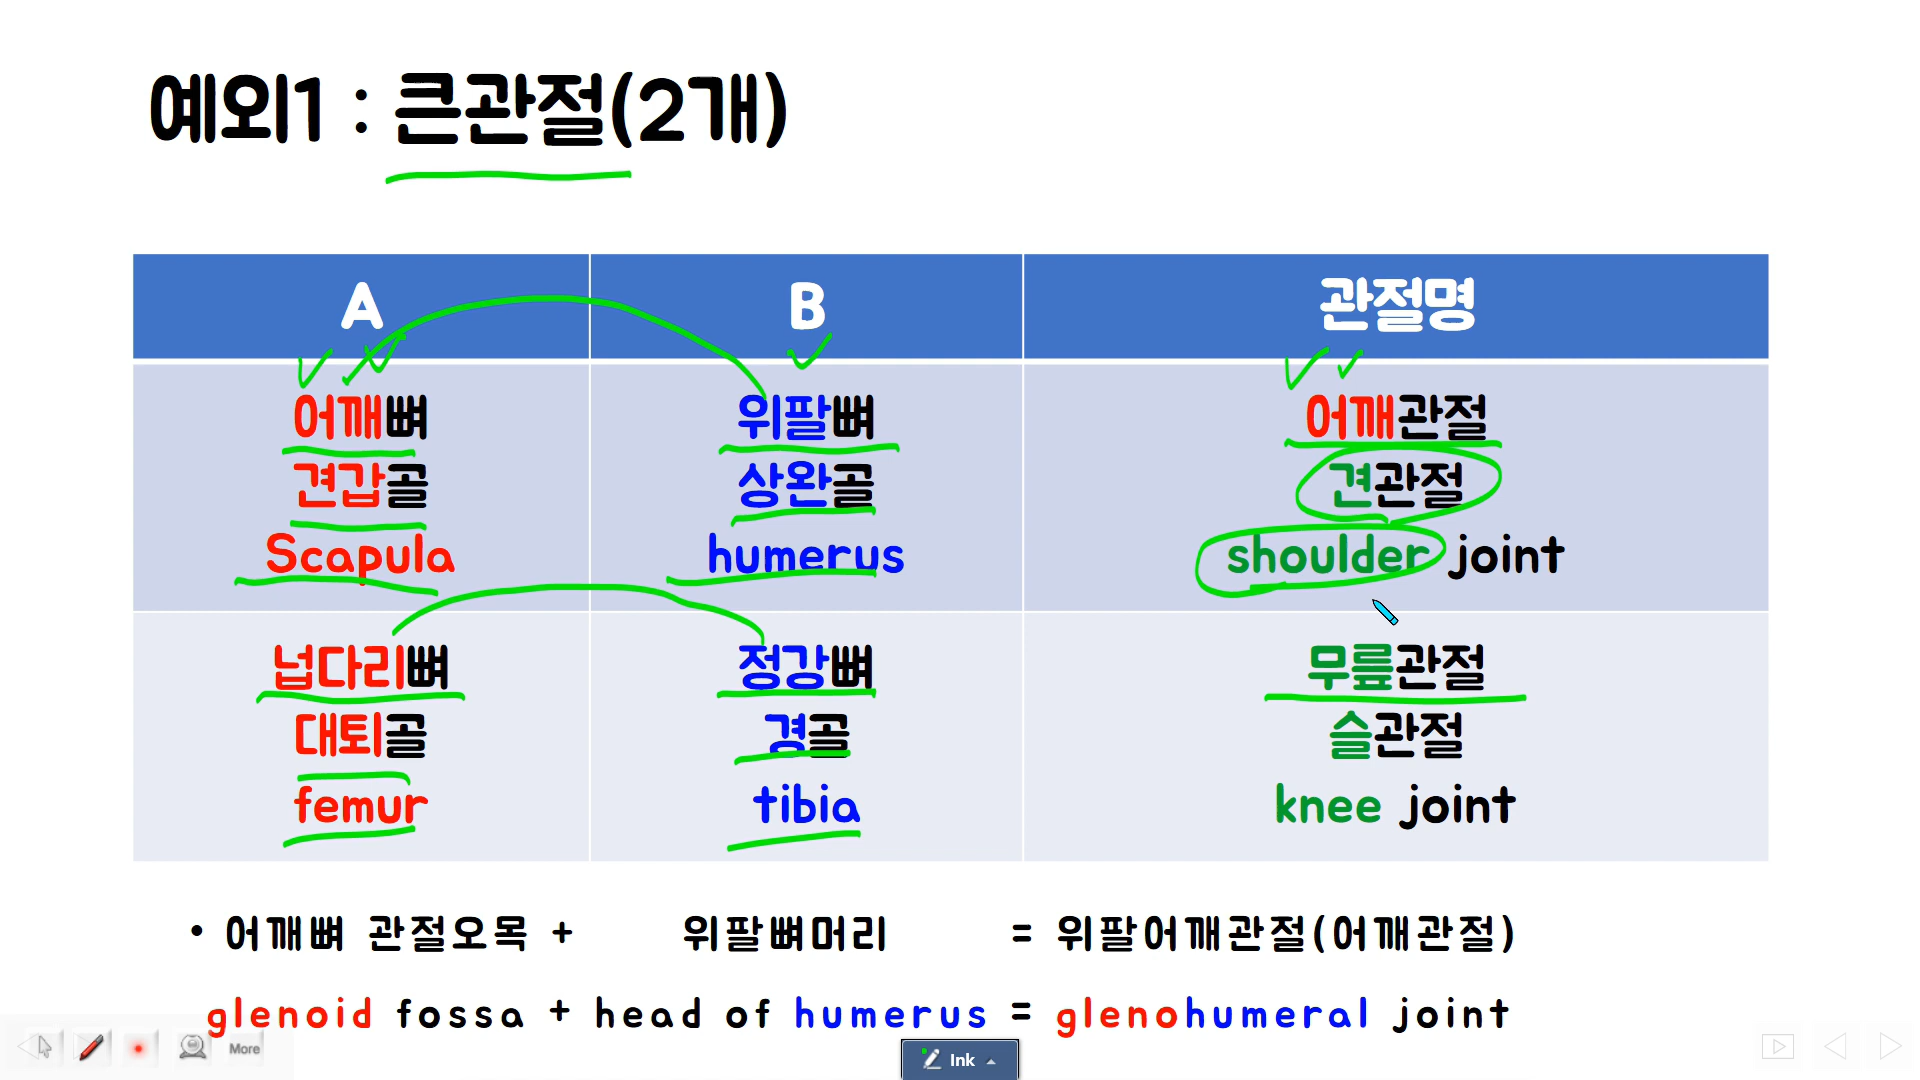 예외1 : 큰관절(2개)
A B 관절명
어깨뼈 위팔뼈 어깨관절
견갑골 상완골 견관절
Scapula humerus shoulder joint
넙다리뼈 정강뼈 무릎관절
대퇴골 경골 슬관절
femur tibia knee joint
• 어깨뼈 관절오목 + 위팔뼈머리 = 위팔어깨관절(어깨관절)
glenoid fossa + head of humerus = glenohumeral joint
More
Ink